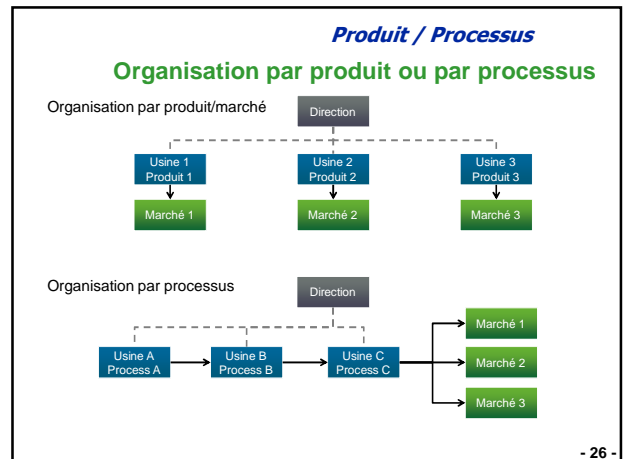 Produit / Processus
Organisation par produit ou par processus
Organisation par produit/marché
Direction
Usine 1
Produit 1
Usine 2
Produit 2
Usine 3
Produit 3
Marché 1
Marché 2
Marché 3
Organisation par processus
Direction
Usine A
Process A
Usine B
Process B
Usine C
Process C
Marché 1
Marché 2
Marché 3
- 26 -